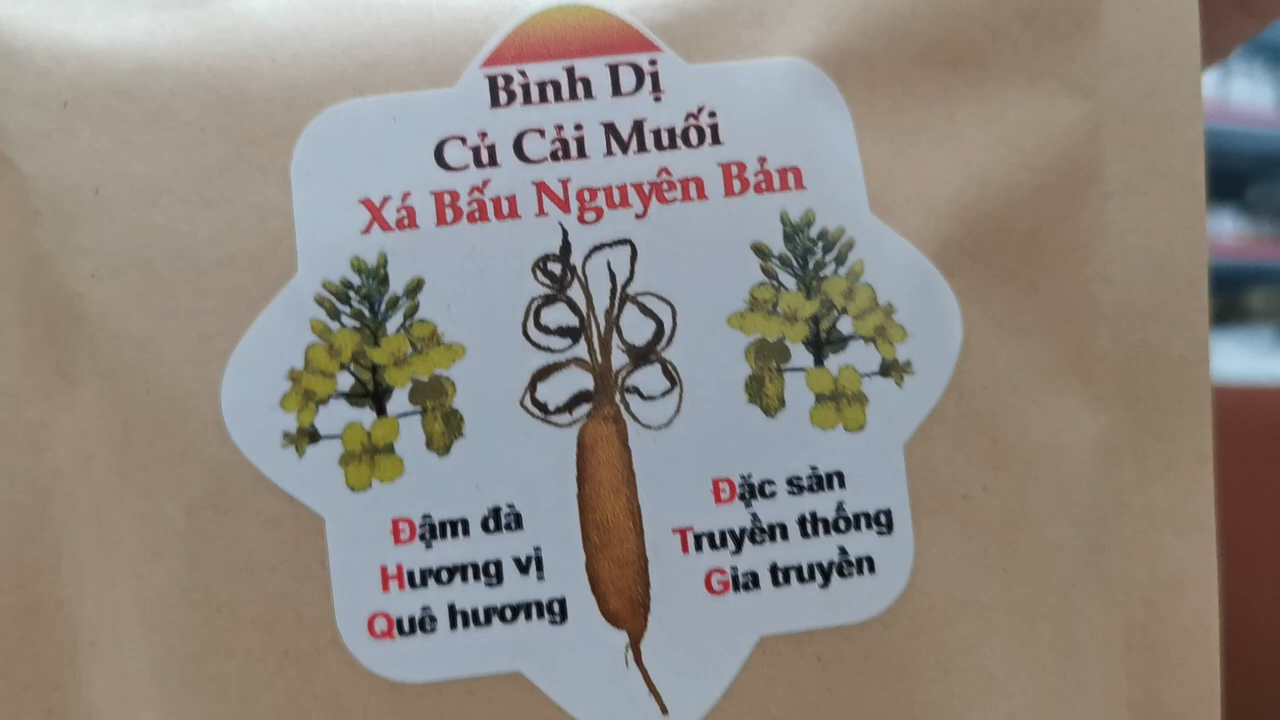 Bình Dị
Củ Cải Muối
Xá Bấu Nguyên Bản
Đậm đà
Hương vị
Quê hương
Đặc sản
Truyền thống
Gia truyền